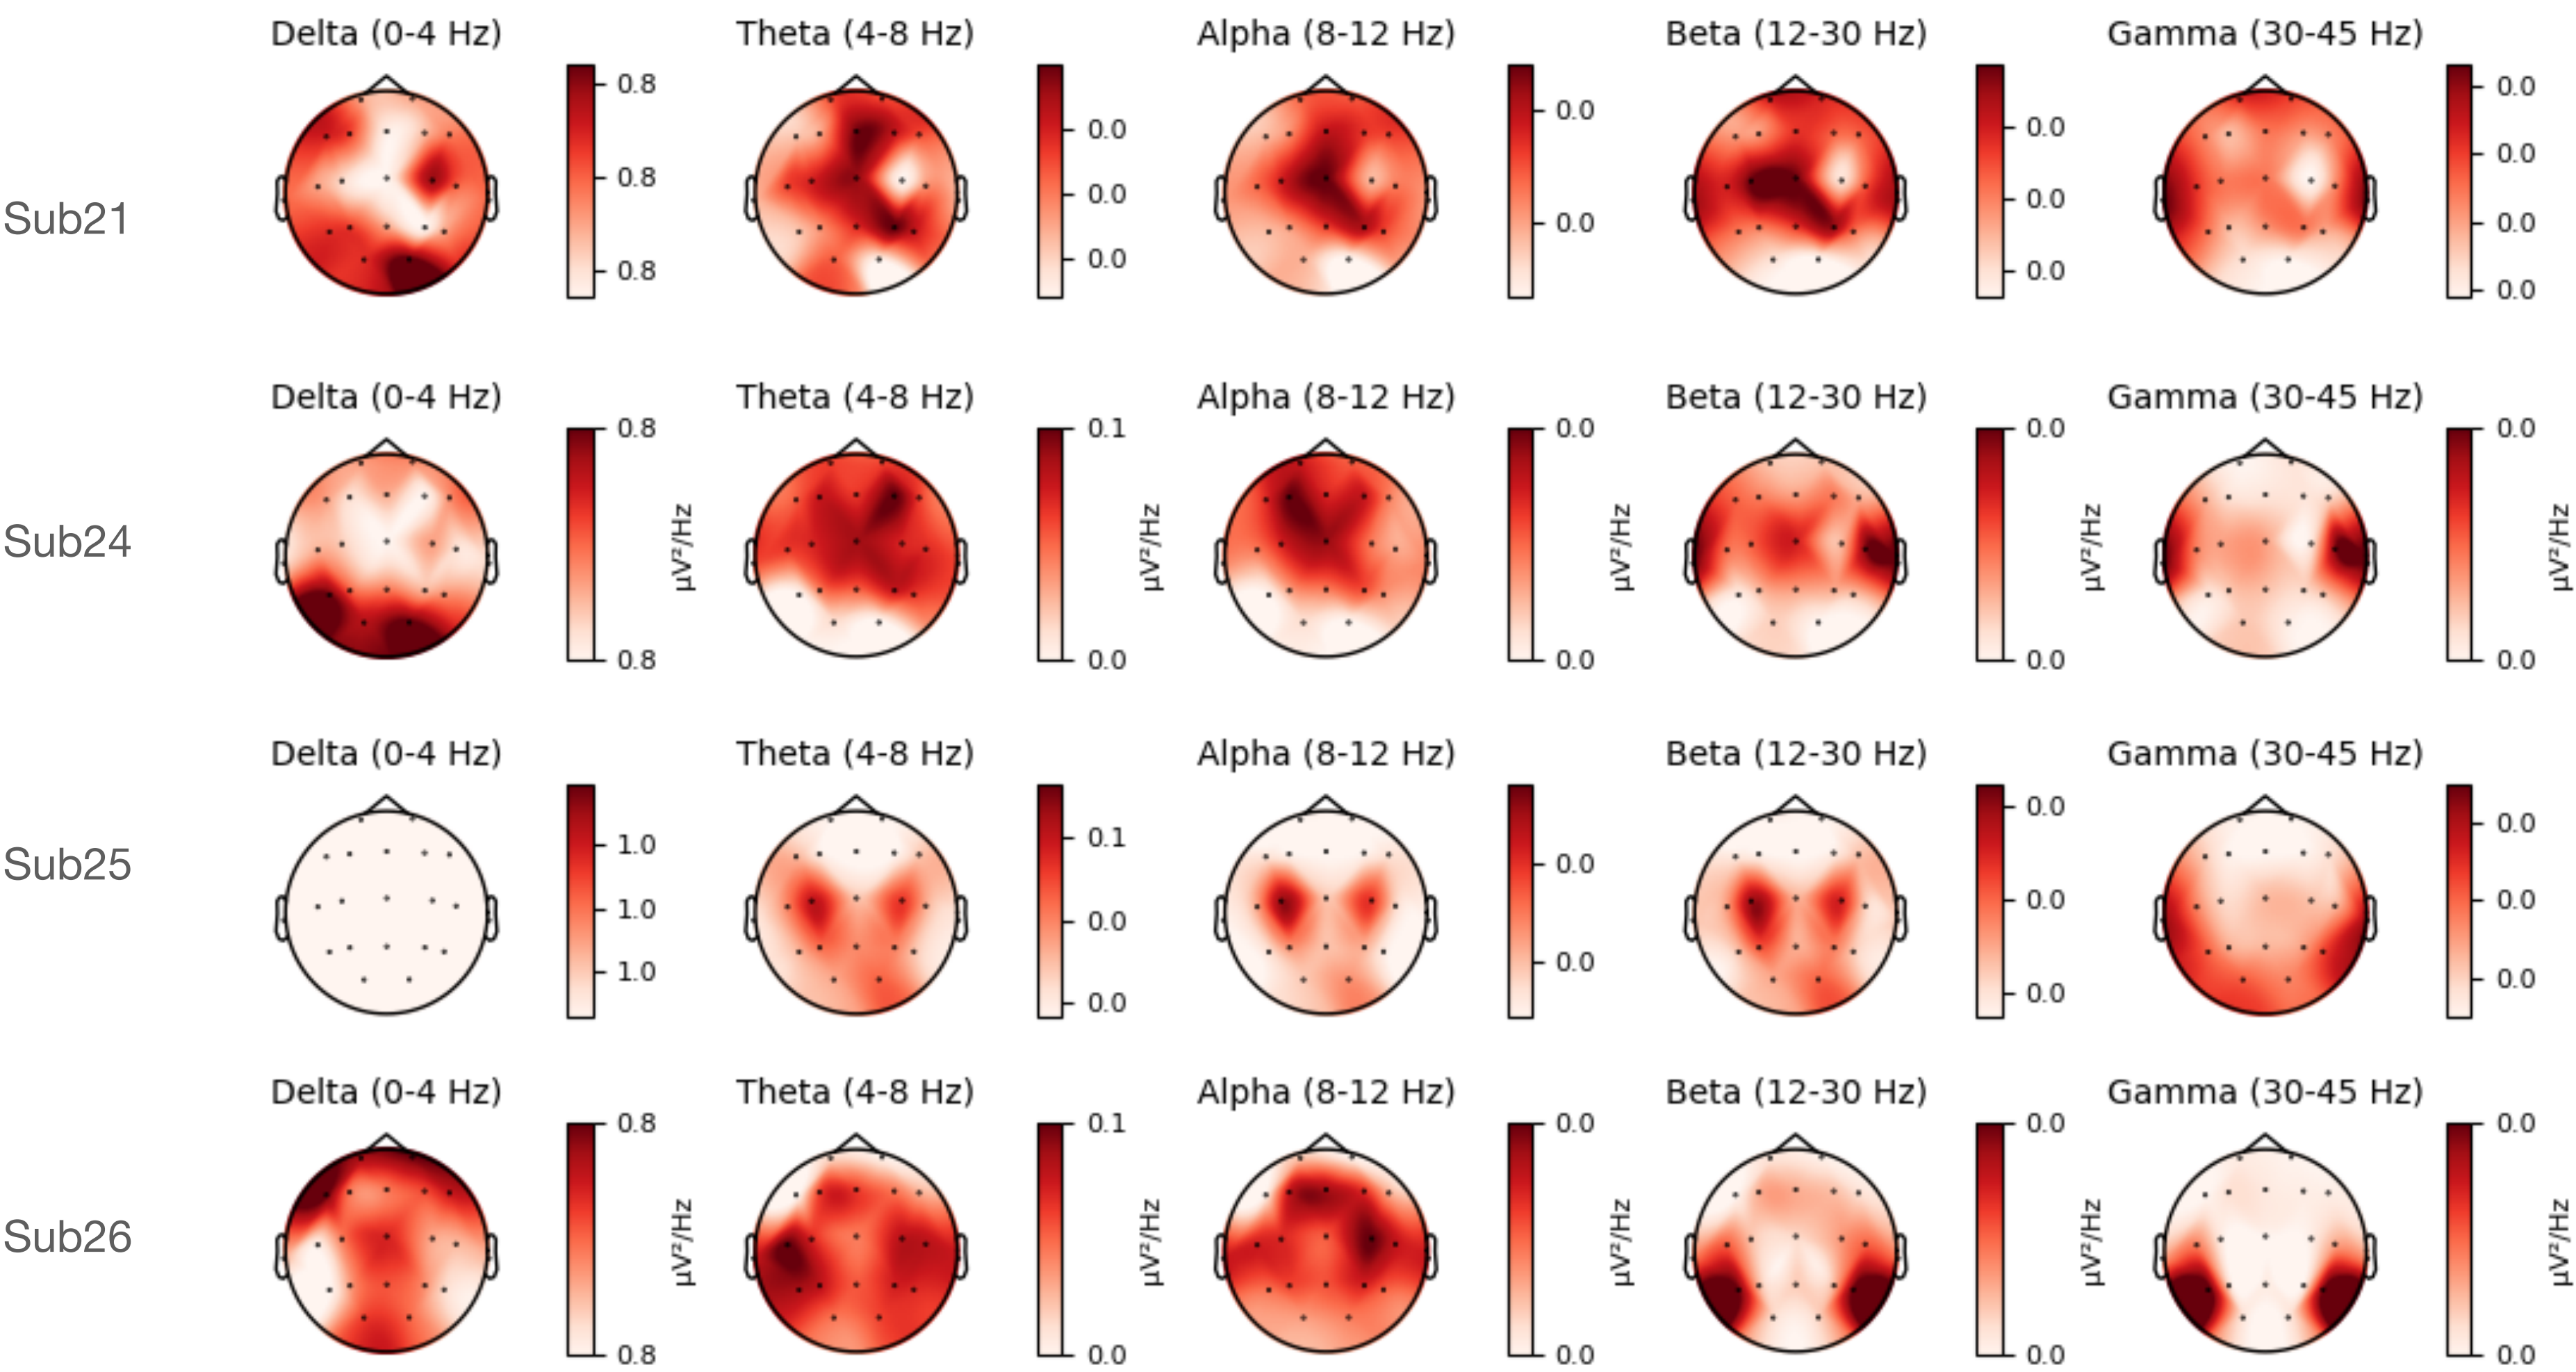 Delta (0-4 Hz) Theta (4-8 Hz) Alpha (8-12 Hz) Beta (12-30 Hz) Gamma (30-45 Hz)
Sub21
0.8 0.8 0.8
0.0 0.0 0.0
0.0 0.0
0.0 0.0 0.0
0.0 0.0 0.0 0.0
Delta (0-4 Hz) Theta (4-8 Hz) Alpha (8-12 Hz) Beta (12-30 Hz) Gamma (30-45 Hz)
Sub24
0.8 0.8 µV²/Hz
0.1 0.0 µV²/Hz
0.0 0.0 µV²/Hz
0.0 0.0 µV²/Hz
0.0 0.0 µV²/Hz
Delta (0-4 Hz) Theta (4-8 Hz) Alpha (8-12 Hz) Beta (12-30 Hz) Gamma (30-45 Hz)
Sub25
1.0 1.0 1.0
0.1 0.0 0.0
0.0 0.0
0.0 0.0 0.0
0.0 0.0 0.0
Delta (0-4 Hz) Theta (4-8 Hz) Alpha (8-12 Hz) Beta (12-30 Hz) Gamma (30-45 Hz)
Sub26
0.8 0.8 µV²/Hz
0.1 0.0 µV²/Hz
0.0 0.0 µV²/Hz
0.0 0.0 µV²/Hz
0.0 0.0 µV²/Hz